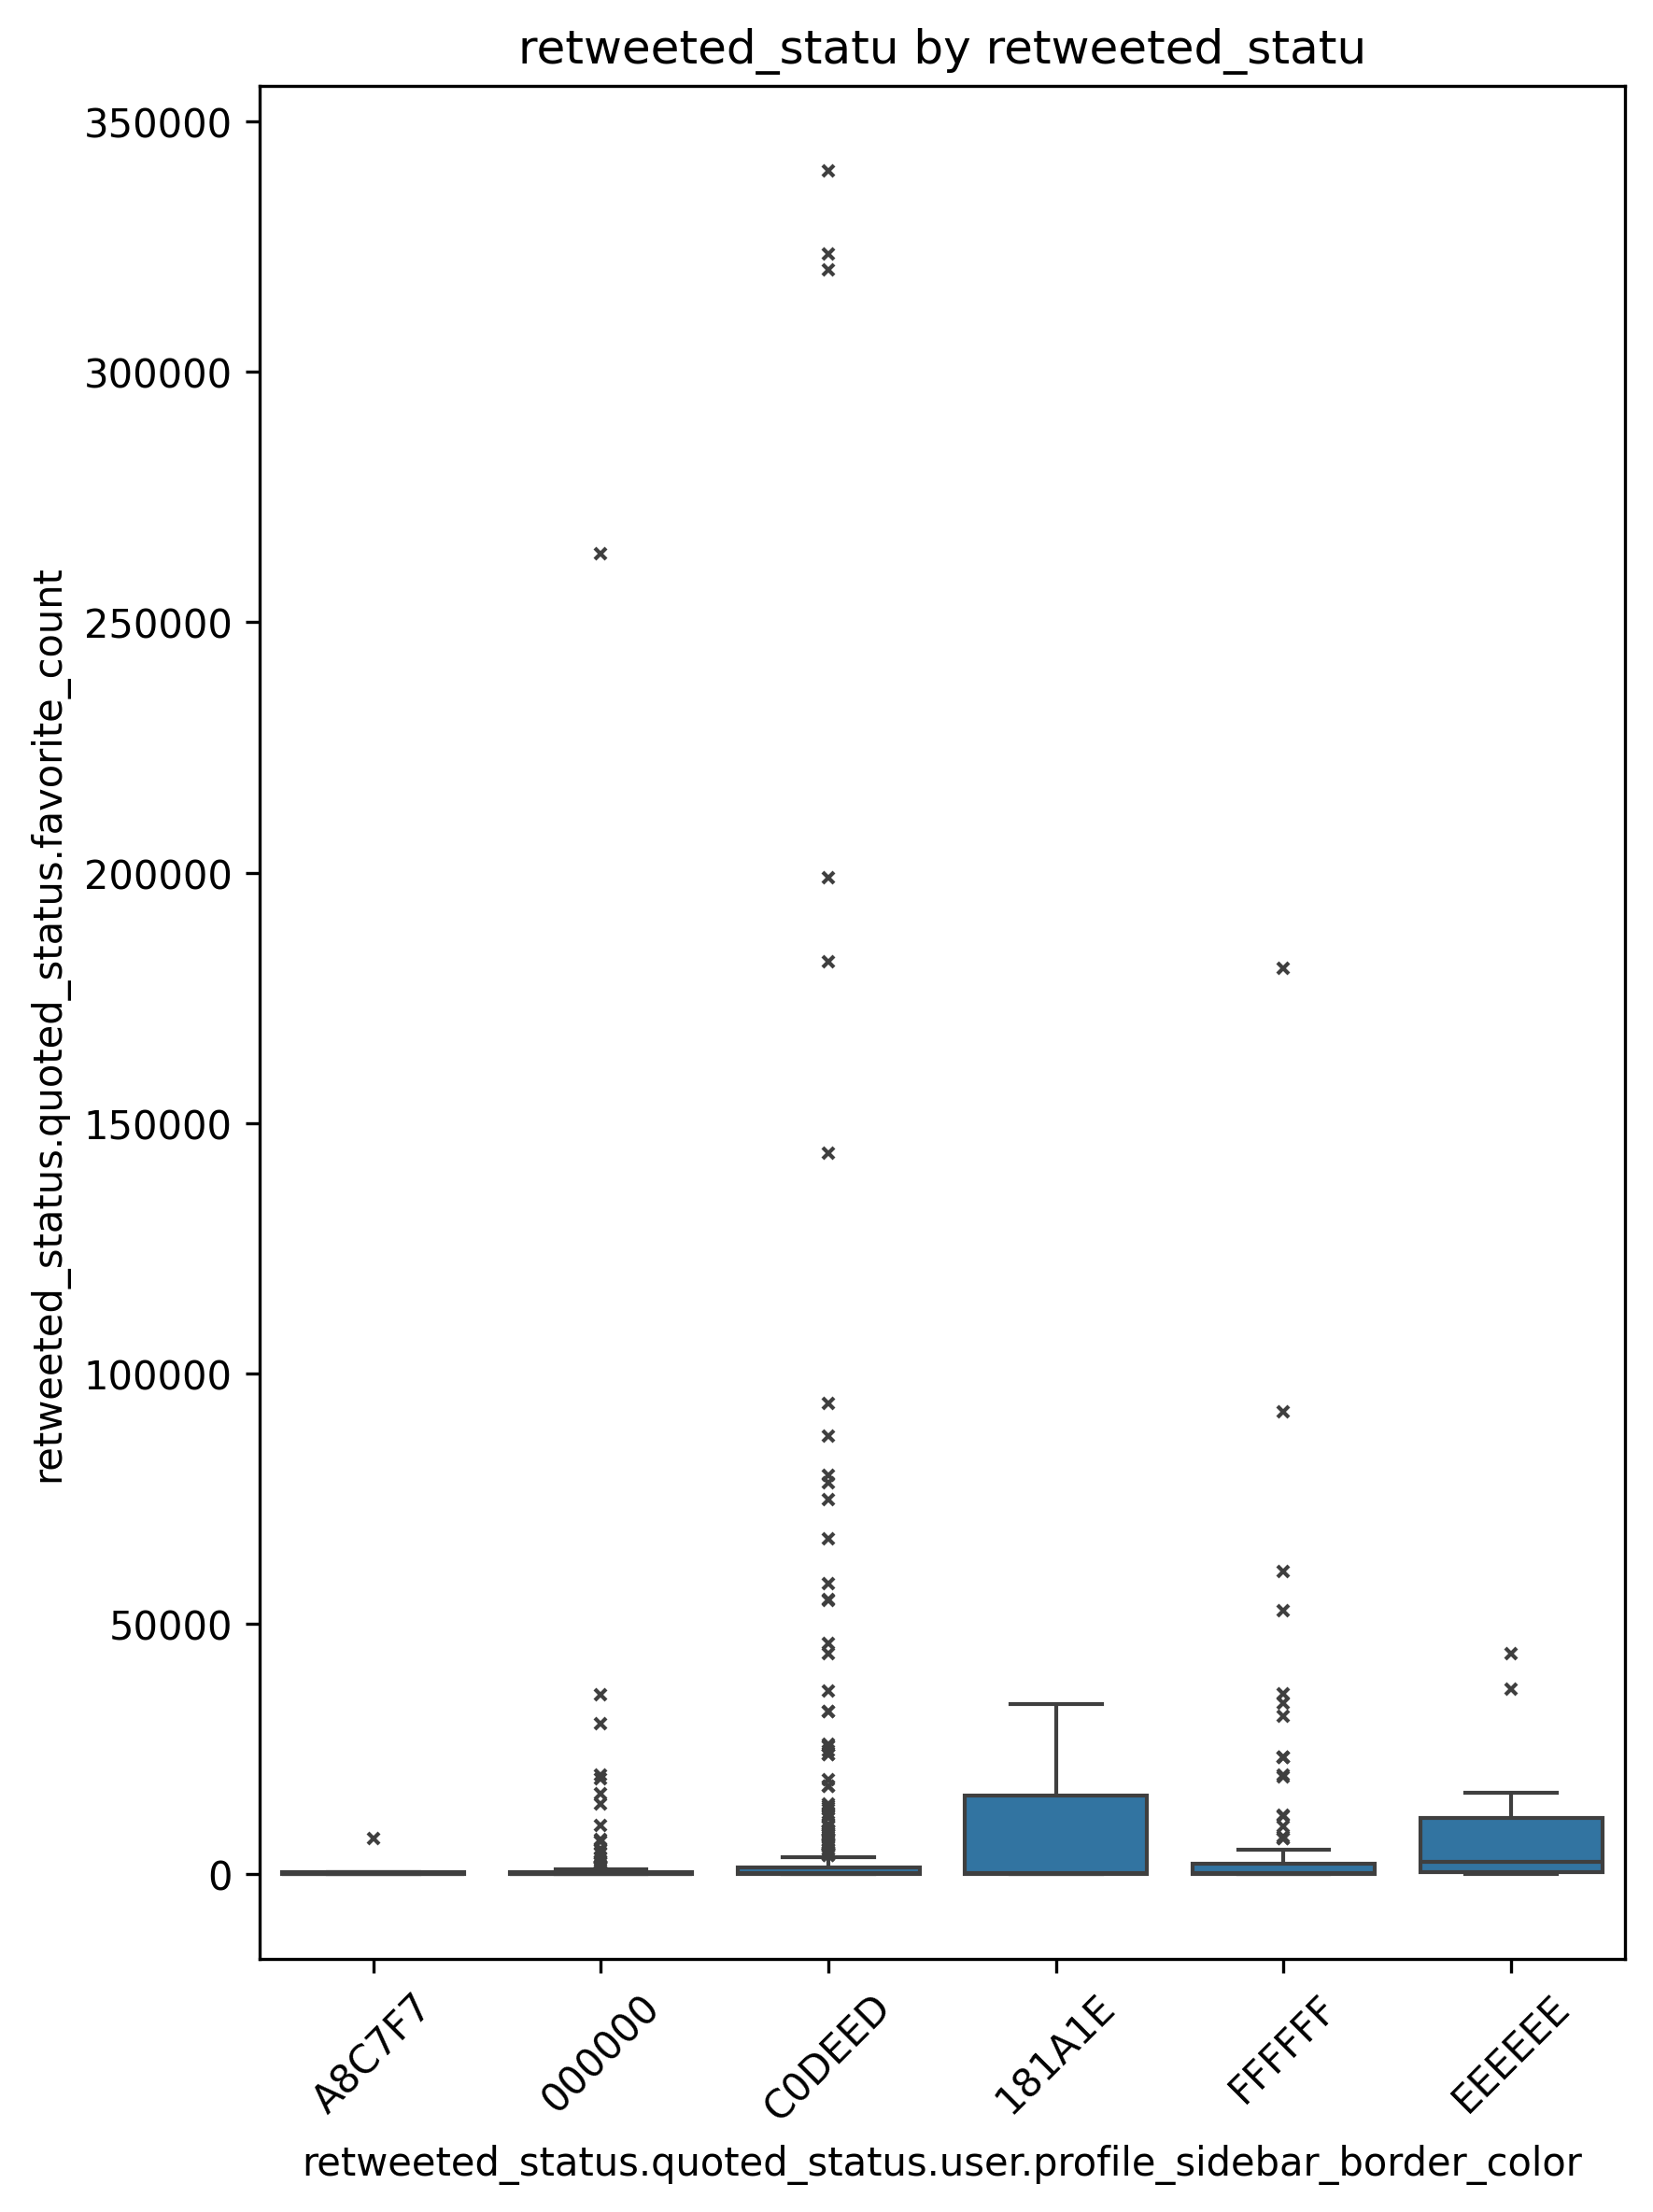 retweeted_statu by retweeted_statu
350000
300000
250000
200000
150000
100000
50000
0
retweeted_status.quoted_status.favorite_count
A8C7F7
000000
C0DEED
181A1E
FFFFFF
EEEEEE
retweeted_status.quoted_status.user.profile_sidebar_border_color